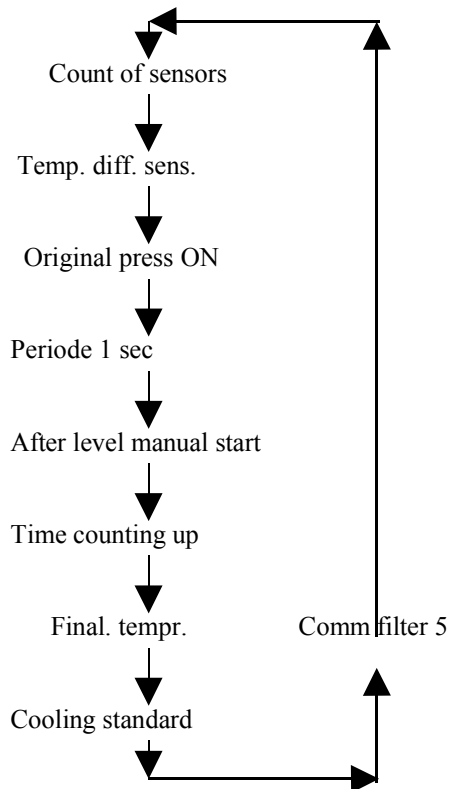 Count of sensors
Temp. diff. sens.
Original press ON
Periode 1 sec
After level manual start
Time counting up
Final. tempr.
Comm filter 5
Cooling standard